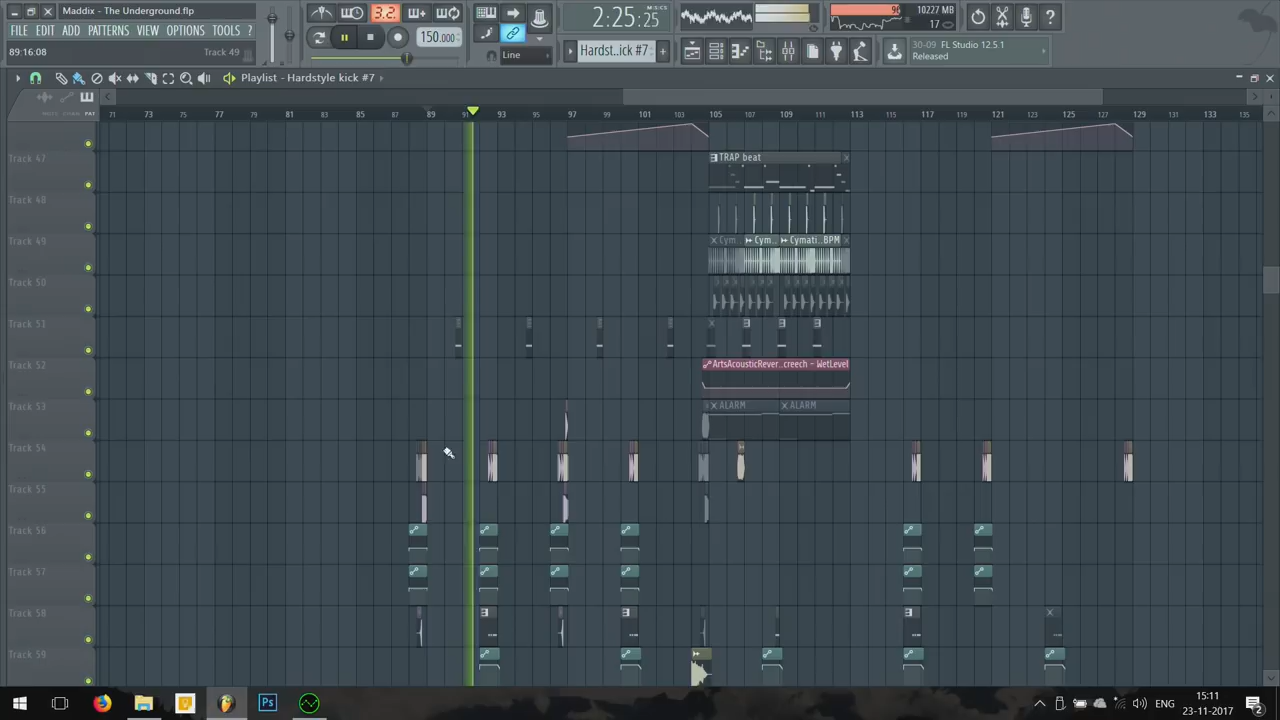 Maddix - The Underground.flp
FILE EDIT ADD PATTERNS VIEW OPTIONS TOOLS ?
89:16:08 Track 49
3.2
150.000
2:25:25
M:S:CS
Line
Hardst..ick #7
10227 MB
17
30-09 FL Studio 12.5.1
Released
Playlist - Hardstyle kick #7
PAT
71 73 75 77 79 81 83 85 87 89 91 93 95 97 99 101 103 105 107 109 111 113 115 117 119 121 123 125 127 129 131 133 135
Track 47
TRAP beat
Track 48
Track 49
Cym Cym.. Cymati..BPM
Track 50
Track 51
Track 52
ArtsAcousticRever..creech - WetLevel
Track 53
ALARM ALARM
Track 54
Track 55
Track 56
Track 57
Track 58
Track 59
Ps
ENG
15:11
23-11-2017
2